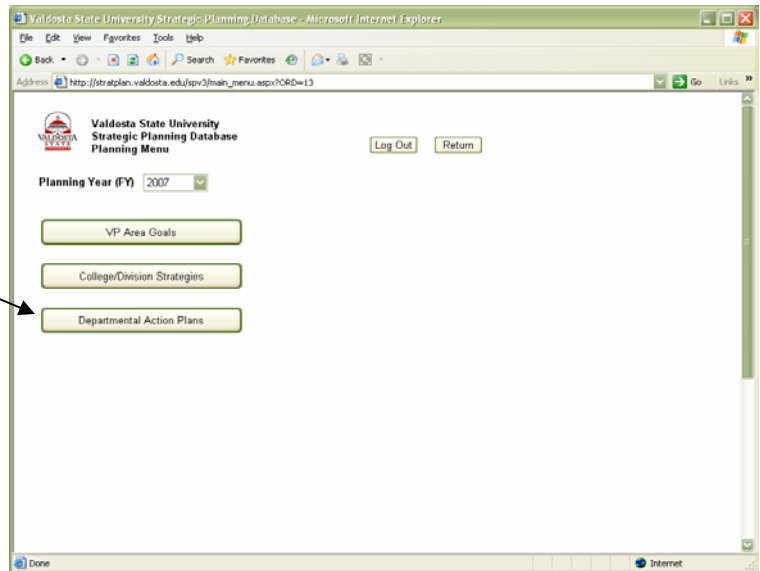 Valdosta State University Strategic Planning Database - Microsoft Internet Explorer
File Edit View Favorites Tools Help
Back Search Favorites
Address http://stratplan.valdosta.edu/spv3/main_menu.aspx?ORD=13 Go Links »
VALDOSTA
STATE
Valdosta State University
Strategic Planning Database
Planning Menu
Log Out Return
Planning Year (FY) 2007
VP Area Goals
College/Division Strategies
Departmental Action Plans
Done Internet